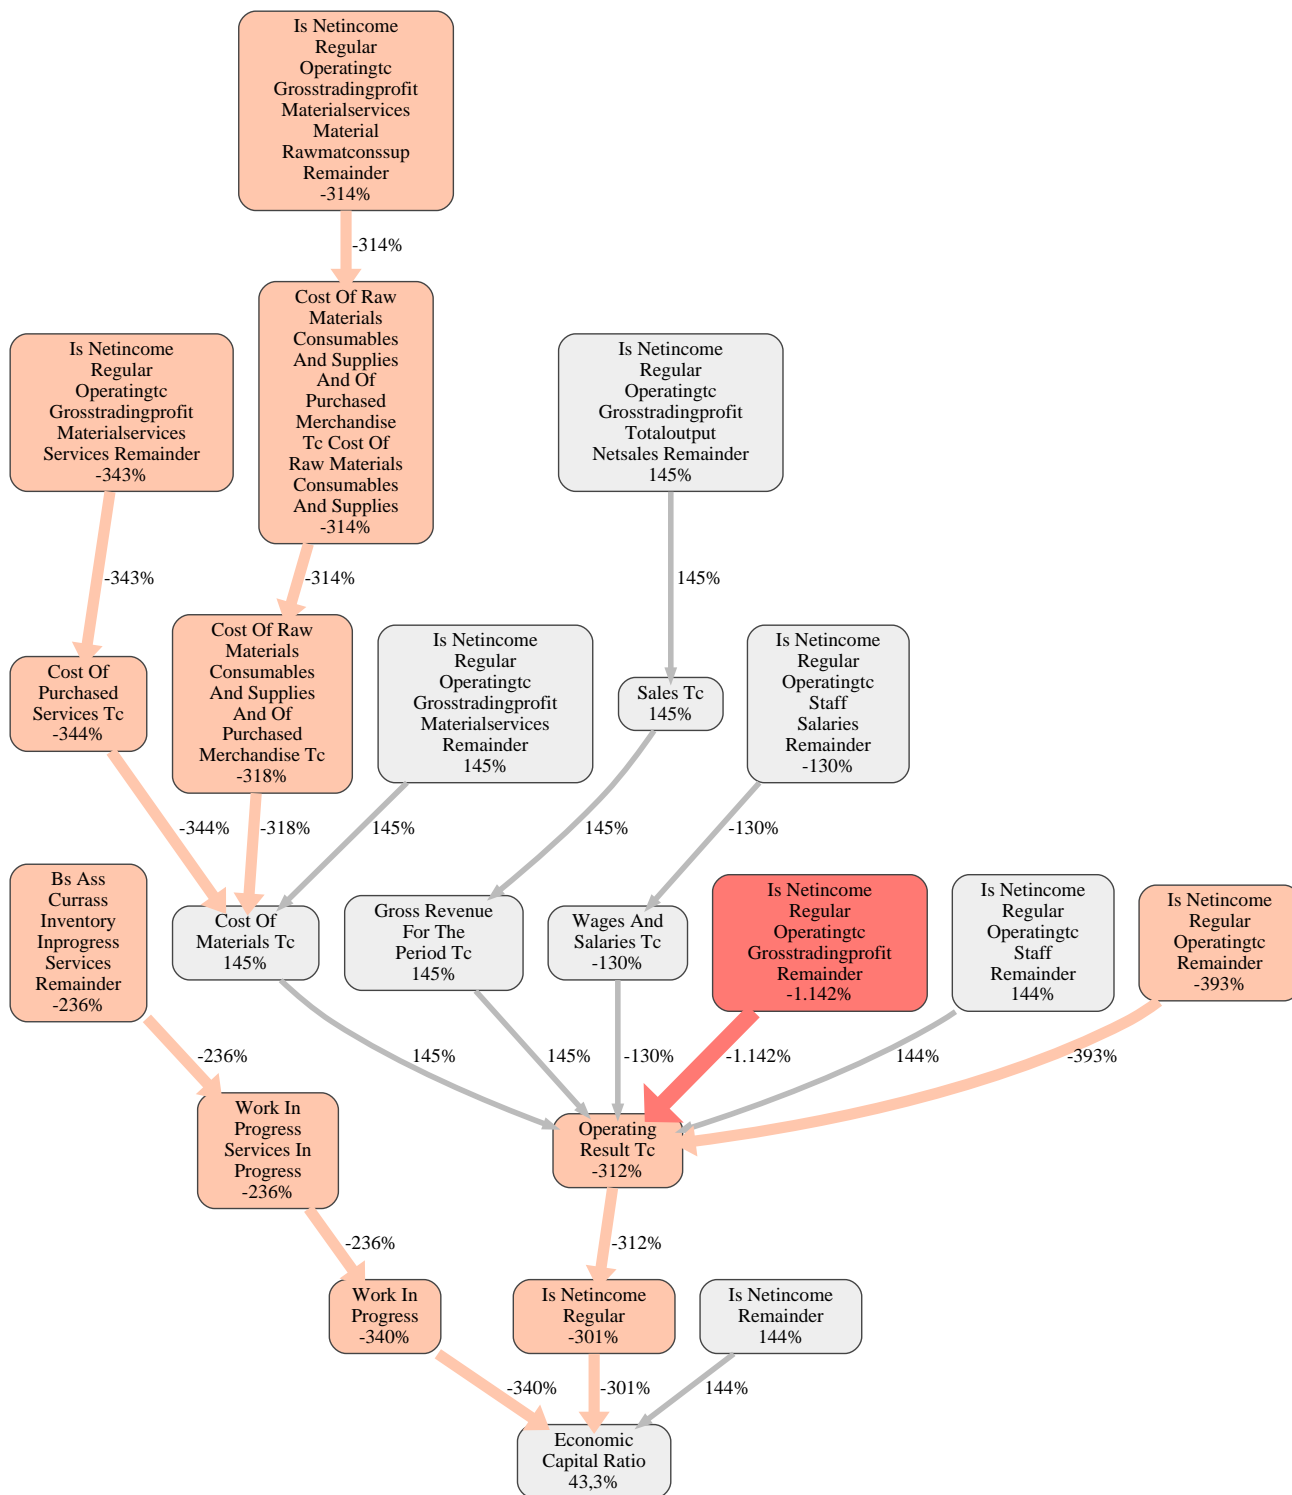 Is Netincome
Regular
Operatingtc
Grosstradingprofit
Materialservices
Material
Rawmatconssup
Remainder
-314%
-314%
Cost Of Raw
Materials
Consumables
And Supplies
And Of
Purchased
Merchandise
Tc Cost Of
Raw Materials
Consumables
And Supplies
-314%
Is Netincome
Regular
Operatingtc
Grosstradingprofit
Materialservices
Services Remainder
-343%
Is Netincome
Regular
Operatingtc
Grosstradingprofit
Totaloutput
Netsales Remainder
145%
-343%
-314%
145%
Cost Of
Purchased
Services Tc
-344%
Cost Of Raw
Materials
Consumables
And Supplies
And Of
Purchased
Merchandise Tc
-318%
Is Netincome
Regular
Operatingtc
Grosstradingprofit
Materialservices
Remainder
145%
Sales Tc
145%
Is Netincome
Regular
Operatingtc
Staff
Salaries
Remainder
-130%
-344%
-318%
145%
145%
-130%
Bs Ass
Currass
Inventory
Inprogress
Services
Remainder
-236%
Cost Of
Materials Tc
145%
Gross Revenue
For The
Period Tc
145%
Wages And
Salaries Tc
-130%
Is Netincome
Regular
Operatingtc
Grosstradingprofit
Remainder
-1.142%
Is Netincome
Regular
Operatingtc
Staff
Remainder
144%
Is Netincome
Regular
Operatingtc
Remainder
-393%
-236%
145%
145%
-130%
-1.142%
144%
-393%
Work In
Progress
Services In
Progress
-236%
Operating
Result Tc
-312%
-236%
-312%
Work In
Progress
-340%
Is Netincome
Regular
-301%
Is Netincome
Remainder
144%
-340%
-301%
144%
Economic
Capital Ratio
43,3%